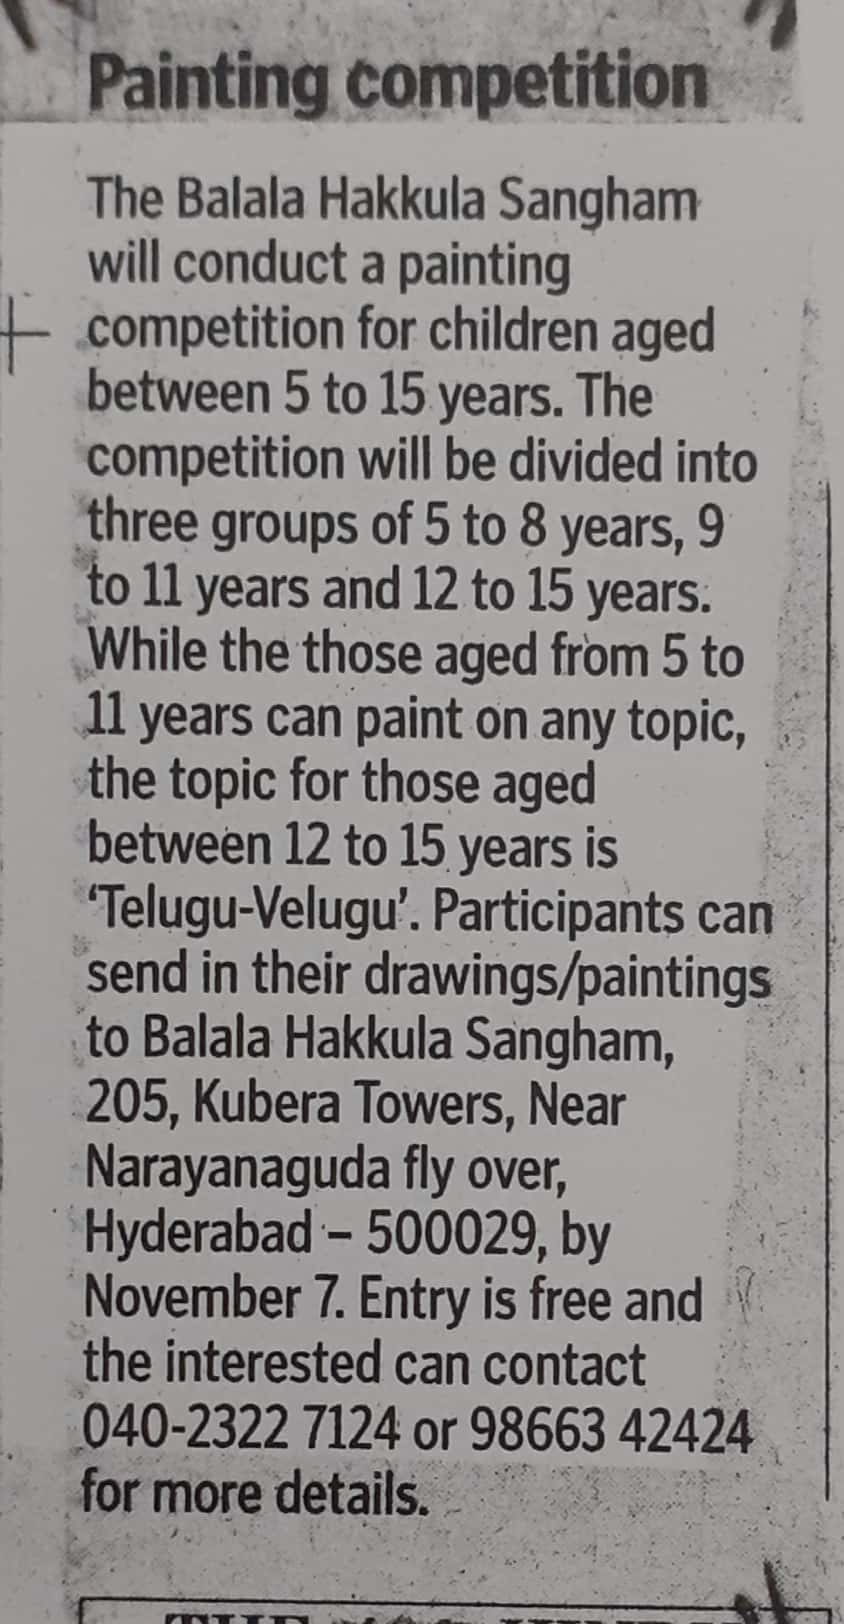 Painting competition
The Balala Hakkula Sangham
will conduct a painting
competition for children aged
between 5 to 15 years. The
competition will be divided into
three groups of 5 to 8 years, 9
to 11 years and 12 to 15 years.
While the those aged from 5 to
11 years can paint on any topic,
the topic for those aged
between 12 to 15 years is
‘Telugu-Velugu’. Participants can
send in their drawings/paintings
to Balala Hakkula Sangham,
205, Kubera Towers, Near
Narayanaguda fly over,
Hyderabad – 500029, by
November 7. Entry is free and
the interested can contact
040-2322 7124 or 98663 42424
for more details.